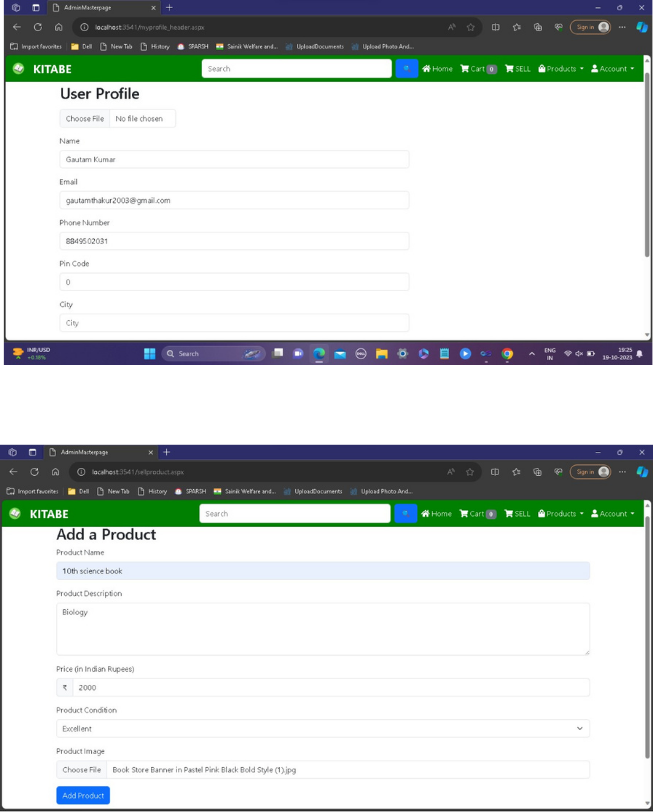 AdminMasterpage
localhost:3541/myprofile_header.aspx
Sign in
Import favorites Dell New Tab History SPARSH Sainik Welfare and... UploadDocuments Upload Photo And...
KITABE Search Home Cart 0 SELL Products Account
User Profile
Choose File No file chosen
Name
Gautam Kumar
Email
gautamthakur2003@gmail.com
Phone Number
8849502031
Pin Code
0
City
City
INR/USD
+0.18%
Search
ENG
IN
19:25
19-10-2023
AdminMasterpage
localhost:3541/sellproduct.aspx
Sign in
Import favorites Dell New Tab History SPARSH Sainik Welfare and... UploadDocuments Upload Photo And...
KITABE Search Home Cart 0 SELL Products Account
Add a Product
Product Name
10th science book
Product Description
Biology
Price (in Indian Rupees)
₹ 2000
Product Condition
Excellent
Product Image
Choose File Book Store Banner in Pastel Pink Black Bold Style (1).jpg
Add Product